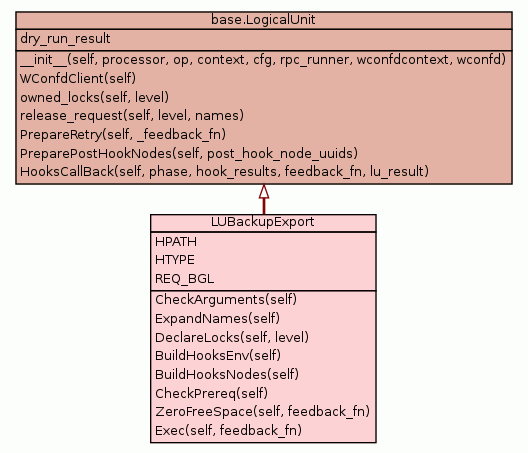 base.LogicalUnit
dry_run_result
__init__(self, processor, op, context, cfg, rpc_runner, wconfdcontext, wconfd)
WConfdClient(self)
owned_locks(self, level)
release_request(self, level, names)
PrepareRetry(self, _feedback_fn)
PreparePostHookNodes(self, post_hook_node_uuids)
HooksCallBack(self, phase, hook_results, feedback_fn, lu_result)
LUBackupExport
HPATH
HTYPE
REQ_BGL
CheckArguments(self)
ExpandNames(self)
DeclareLocks(self, level)
BuildHooksEnv(self)
BuildHooksNodes(self)
CheckPrereq(self)
ZeroFreeSpace(self, feedback_fn)
Exec(self, feedback_fn)